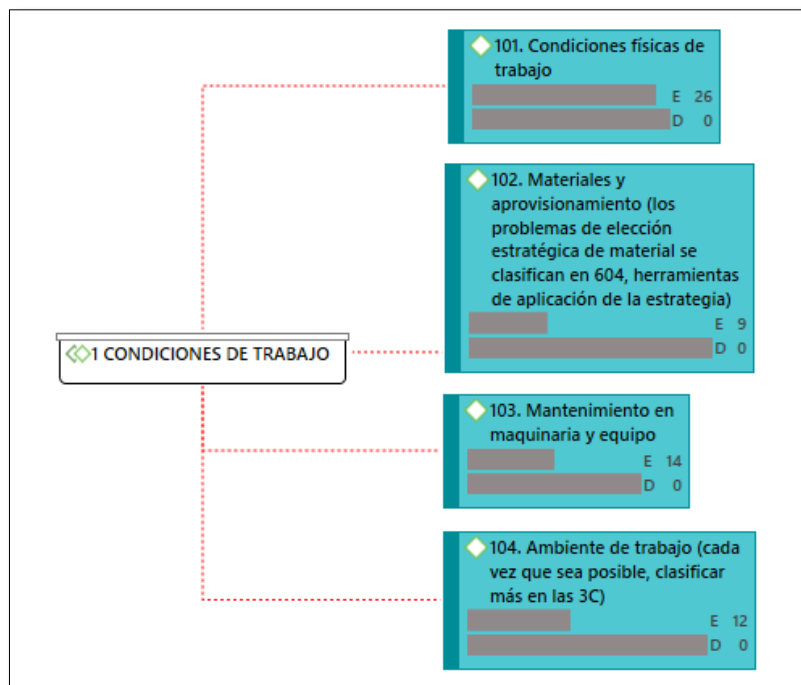 101. Condiciones físicas de
trabajo
E 26
D 0
102. Materiales y
aprovisionamiento (los
problemas de elección
estratégica de material se
clasifican en 604, herramientas
de aplicación de la estrategia)
E 9
D 0
1 CONDICIONES DE TRABAJO
103. Mantenimiento en
maquinaria y equipo
E 14
D 0
104. Ambiente de trabajo (cada
vez que sea posible, clasificar
más en las 3C)
E 12
D 0